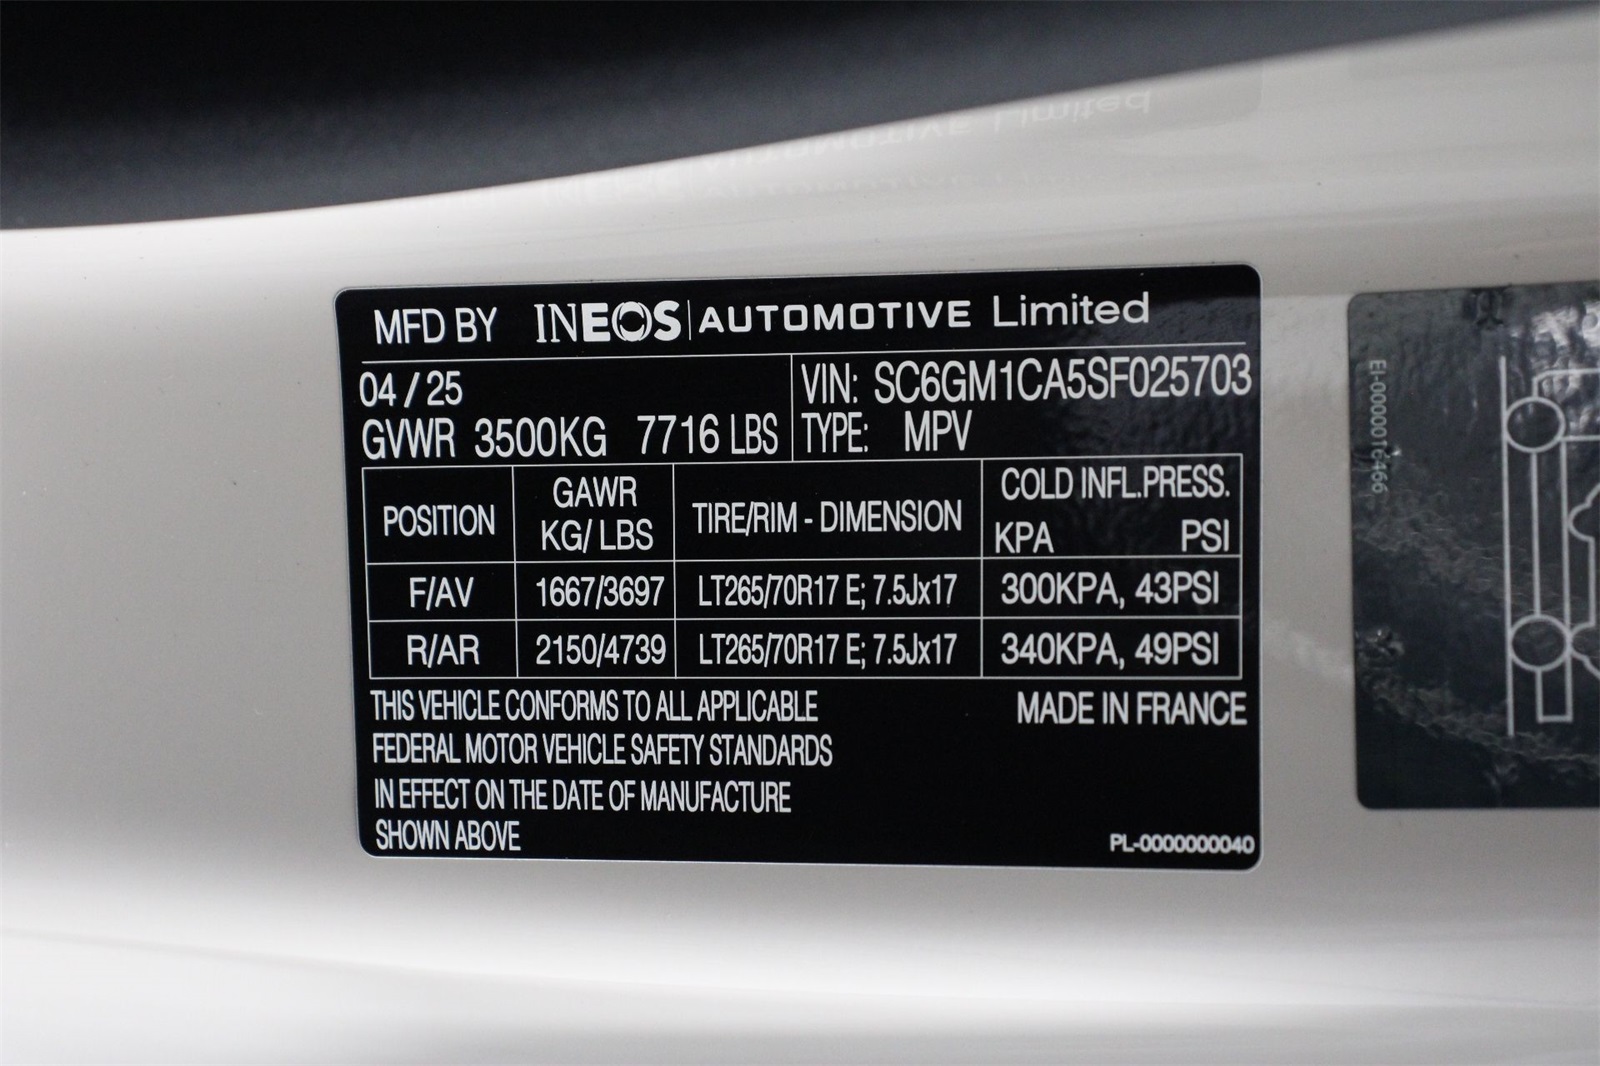 MFD BY INEOS AUTOMOTIVE Limited
04 / 25
GVWR 3500KG 7716 LBS
VIN: SC6GM1CA5SF025703
TYPE: MPV
POSITION GAWR KG/ LBS TIRE/RIM - DIMENSION COLD INFL.PRESS. KPA PSI
F/AV 1667/3697 LT265/70R17 E; 7.5Jx17 300KPA, 43PSI
R/AR 2150/4739 LT265/70R17 E; 7.5Jx17 340KPA, 49PSI
THIS VEHICLE CONFORMS TO ALL APPLICABLE
FEDERAL MOTOR VEHICLE SAFETY STANDARDS
IN EFFECT ON THE DATE OF MANUFACTURE
SHOWN ABOVE
MADE IN FRANCE
PL-0000000040